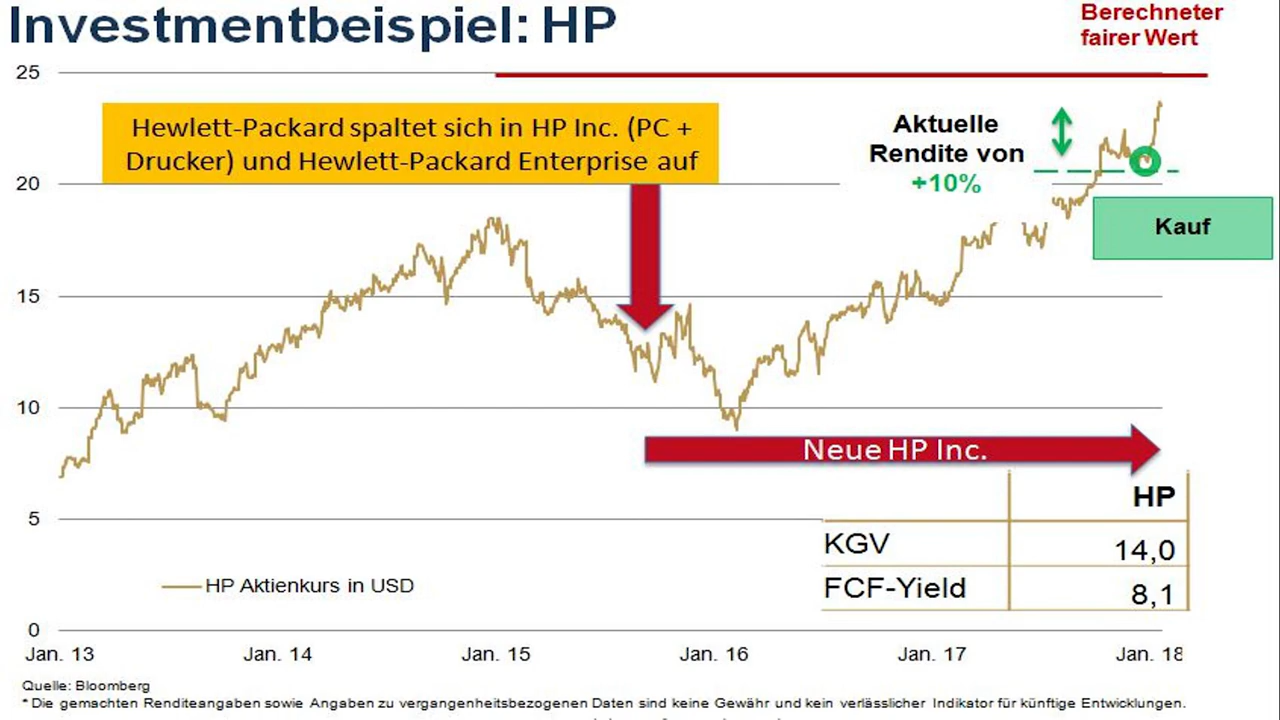 Investmentbeispiel: HP
Berechneter
fairer Wert
25
Hewlett-Packard spaltet sich in HP Inc. (PC +
Drucker) und Hewlett-Packard Enterprise auf
Aktuelle
Rendite von
+10%
20
Kauf
15
10
Neue HP Inc.
HP
5
KGV 14,0
FCF-Yield 8,1
HP Aktienkurs in USD
0
Jan. 13 Jan. 14 Jan. 15 Jan. 16 Jan. 17 Jan. 18
Quelle: Bloomberg
* Die gemachten Renditeangaben sowie Angaben zu vergangenheitsbezogenen Daten sind keine Gewähr und kein verlässlicher Indikator für künftige Entwicklungen.